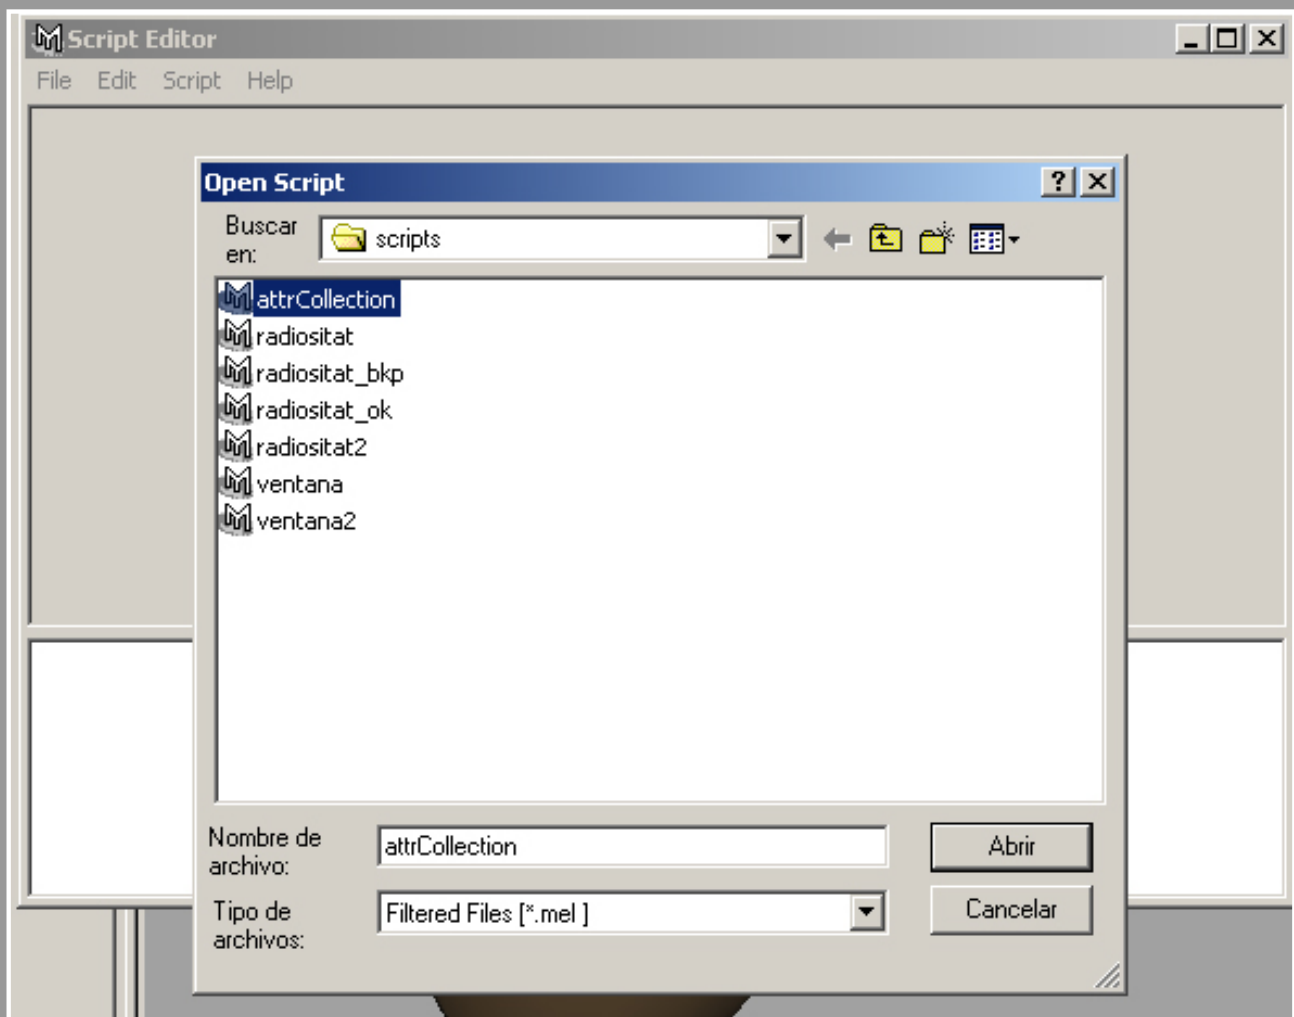 Script Editor
File Edit Script Help
Open Script
Buscar
en:
scripts
attrCollection
radiositat
radiositat_bkp
radiositat_ok
radiositat2
ventana
ventana2
Nombre de
archivo:
attrCollection
Abrir
Tipo de
archivos:
Filtered Files [*.mel ]
Cancelar